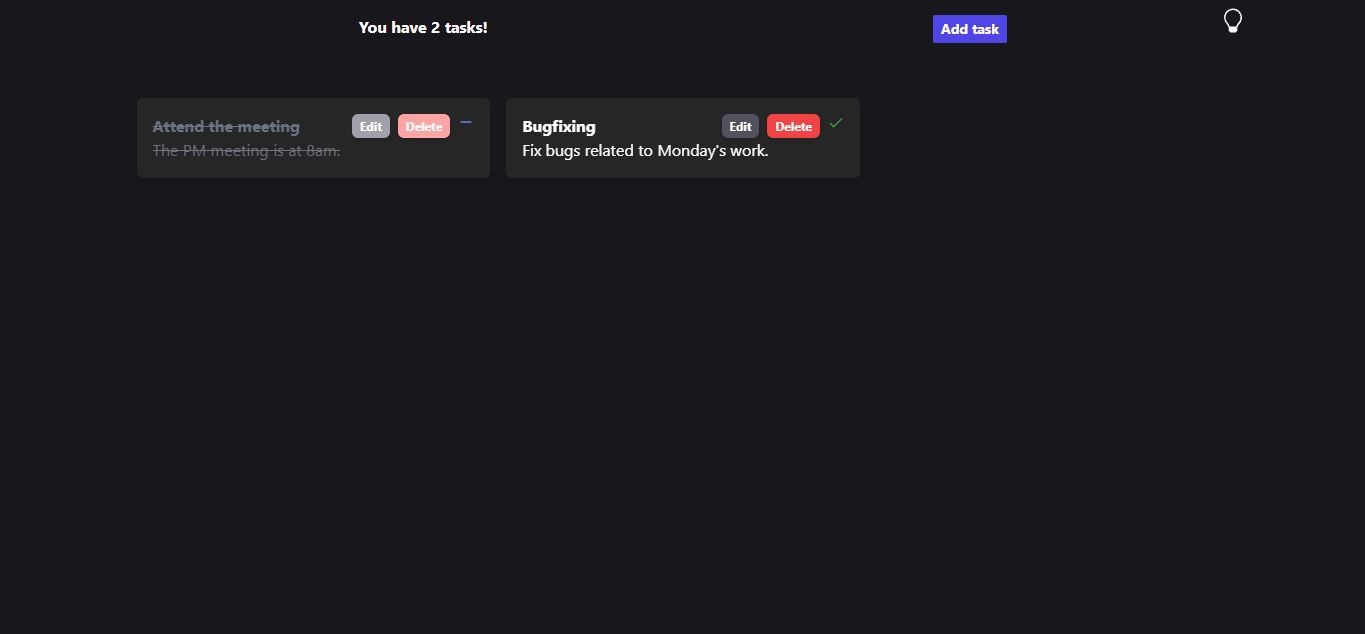 You have 2 tasks!
Add task
Attend the meeting
Edit
Delete
The PM meeting is at 8am.
Bugfixing
Edit
Delete
Fix bugs related to Monday's work.